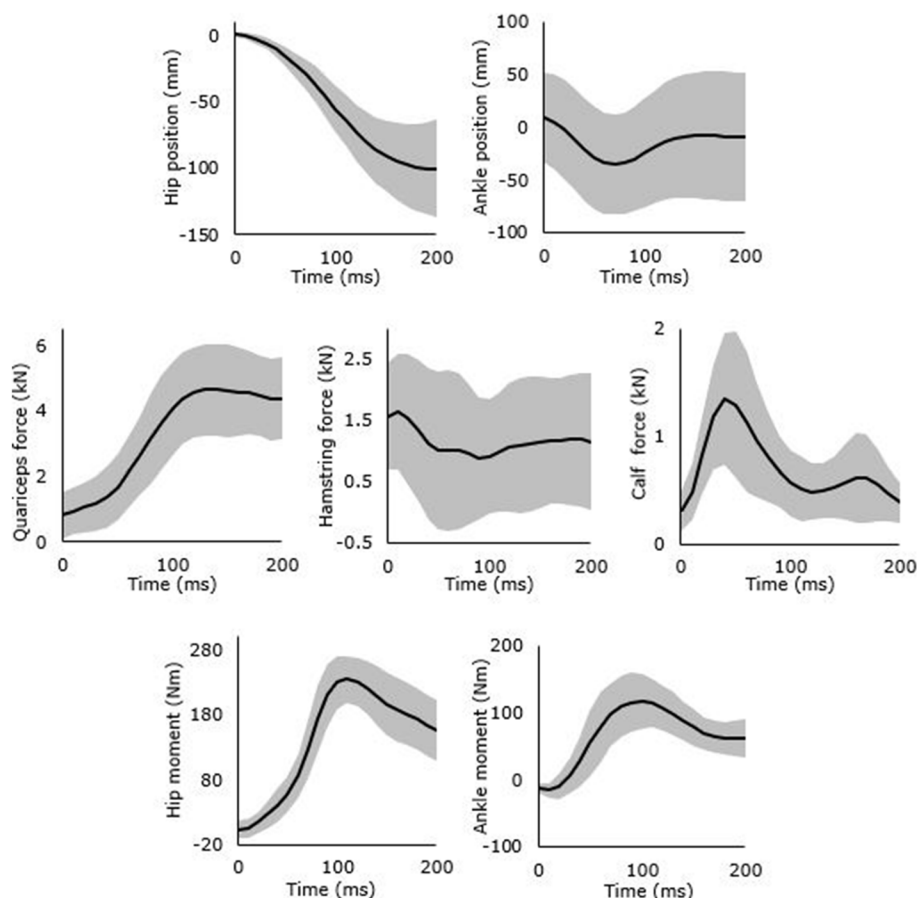 Hip position (mm)
0
-50
-100
-150
0 100 200
Time (ms)
Ankle position (mm)
100
50
0
-50
-100
0 100 200
Time (ms)
Quariceps force (kN)
6
4
2
0
0 100 200
Time (ms)
Hamstring force (kN)
2.5
1.5
0.5
-0.5
0 100 200
Time (ms)
Calf force (kN)
2
1
0
0 100 200
Time (ms)
Hip moment (Nm)
280
180
80
-20
0 100 200
Time (ms)
Ankle moment (Nm)
200
100
0
-100
0 100 200
Time (ms)